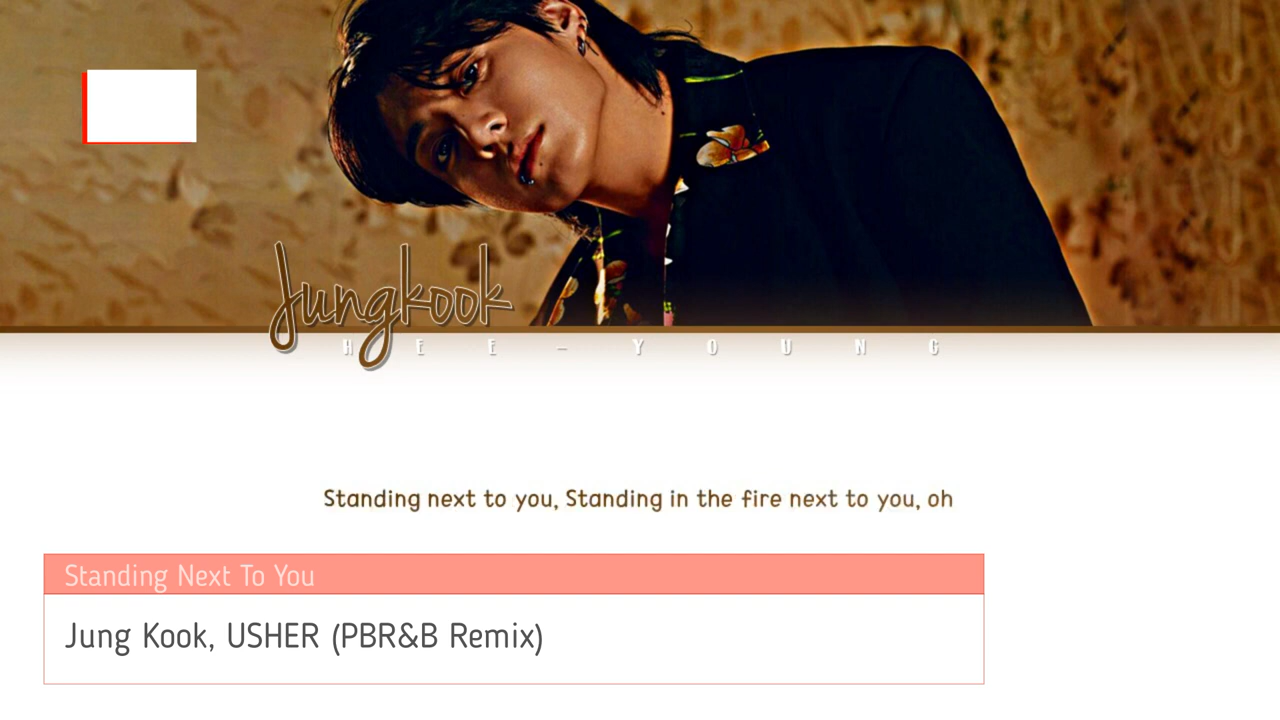 Jungkook
HEE-YOUNG
Standing next to you, Standing in the fire next to you, oh
Standing Next To You
Jung Kook, USHER (PBR&B Remix)